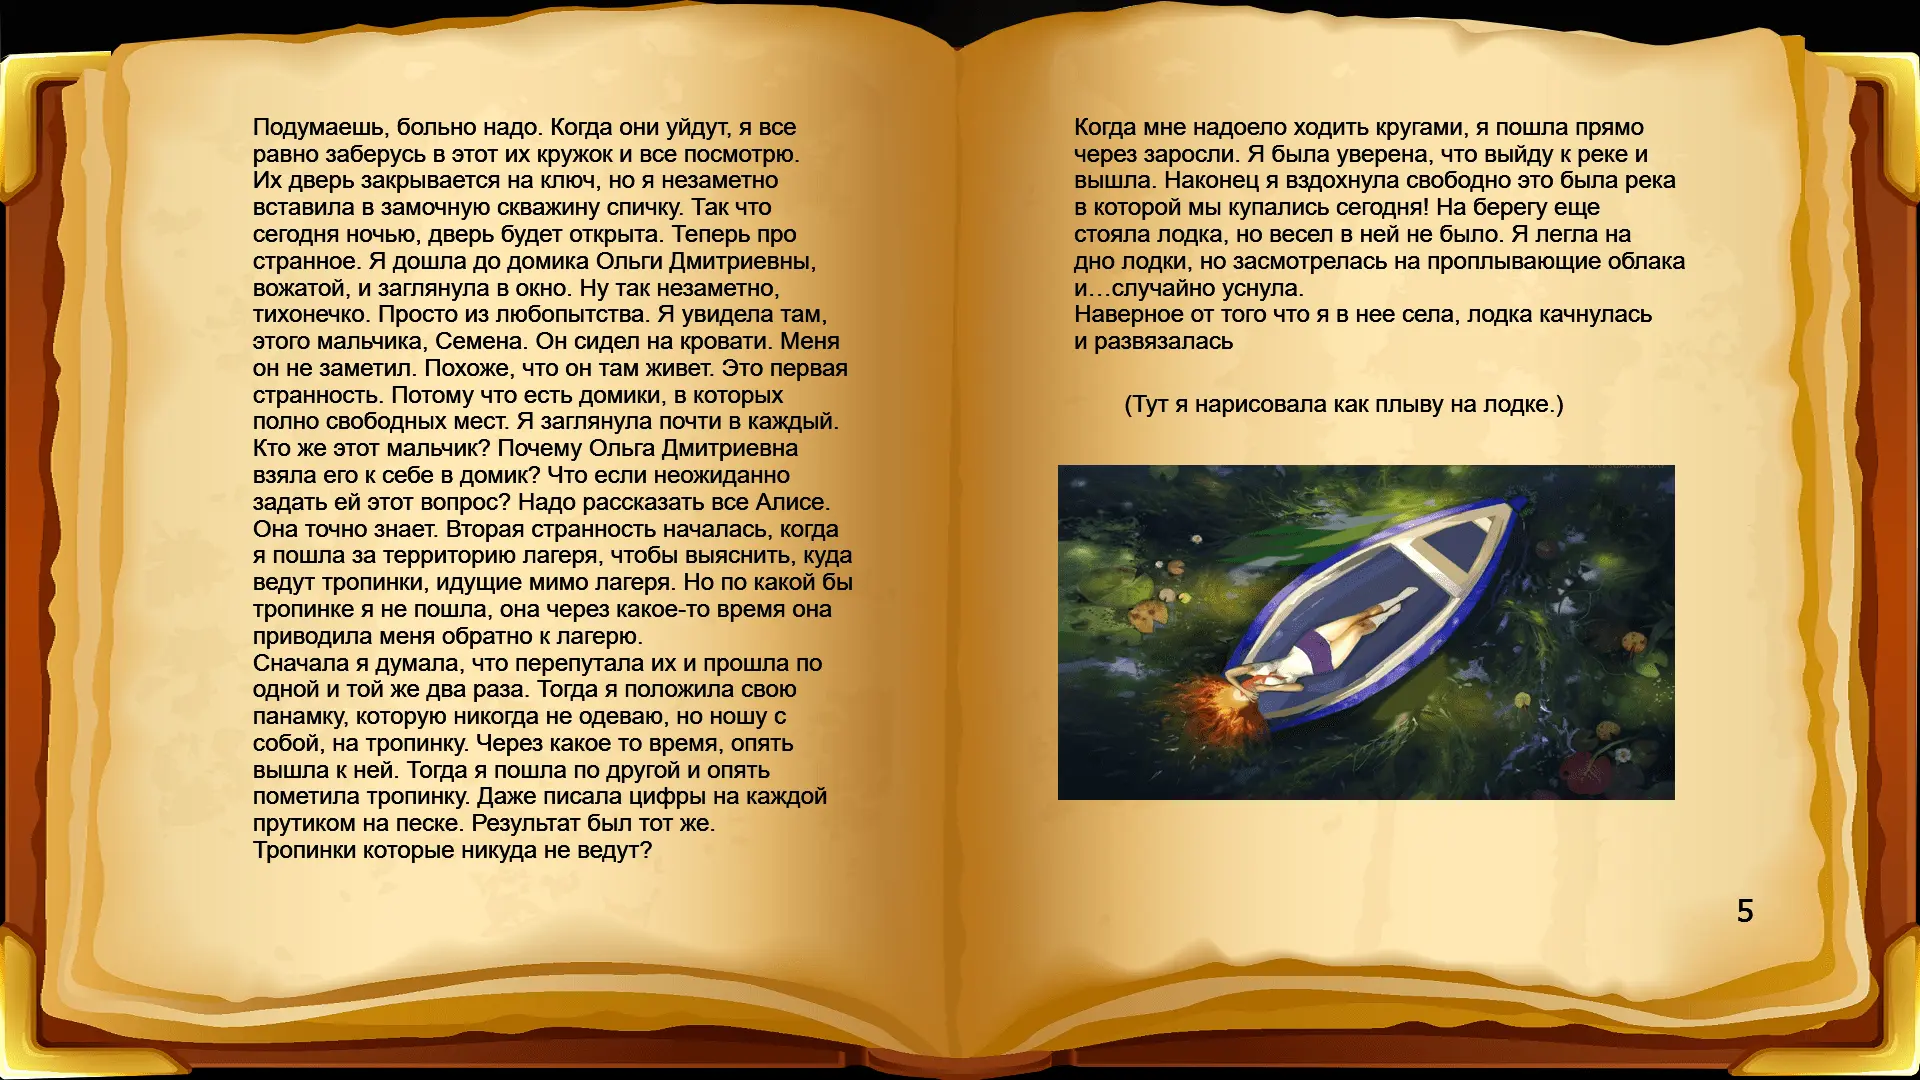 Подумаешь, больно надо. Когда они уйдут, я все
равно заберусь в этот их кружок и все посмотрю.
Их дверь закрывается на ключ, но я незаметно
вставила в замочную скважину спичку. Так что
сегодня ночью, дверь будет открыта. Теперь про
странное. Я дошла до домика Ольги Дмитриевны,
вожатой, и заглянула в окно. Ну так незаметно,
тихонечко. Просто из любопытства. Я увидела там,
этого мальчика, Семена. Он сидел на кровати. Меня
он не заметил. Похоже, что он там живет. Это первая
странность. Потому что есть домики, в которых
полно свободных мест. Я заглянула почти в каждый.
Кто же этот мальчик? Почему Ольга Дмитриевна
взяла его к себе в домик? Что если неожиданно
задать ей этот вопрос? Надо рассказать все Алисе.
Она точно знает. Вторая странность началась, когда
я пошла за территорию лагеря, чтобы выяснить, куда
ведут тропинки, идущие мимо лагеря. Но по какой бы
тропинке я не пошла, она через какое-то время она
приводила меня обратно к лагерю.
Сначала я думала, что перепутала их и прошла по
одной и той же два раза. Тогда я положила свою
панамку, которую никогда не одеваю, но ношу с
собой, на тропинку. Через какое то время, опять
вышла к ней. Тогда я пошла по другой и опять
пометила тропинку. Даже писала цифры на каждой
прутиком на песке. Результат был тот же.
Тропинки которые никуда не ведут?
Когда мне надоело ходить кругами, я пошла прямо
через заросли. Я была уверена, что выйду к реке и
вышла. Наконец я вздохнула свободно это была река
в которой мы купались сегодня! На берегу еще
стояла лодка, но весел в ней не было. Я легла на
дно лодки, но засмотрелась на проплывающие облака
и…случайно уснула.
Наверное от того что я в нее села, лодка качнулась
и развязалась
(Тут я нарисовала как плыву на лодке.)
5